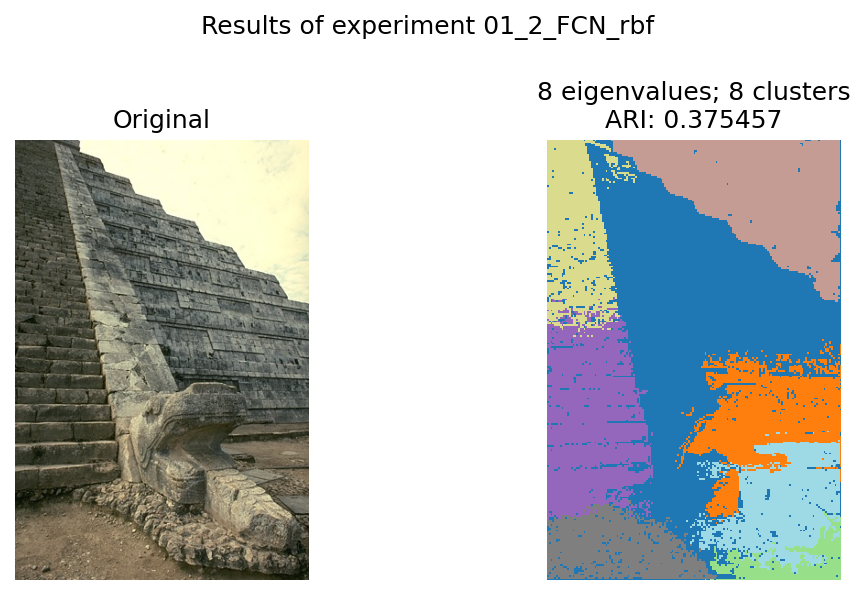 Results of experiment 01_2_FCN_rbf
Original
8 eigenvalues; 8 clusters
ARI: 0.375457